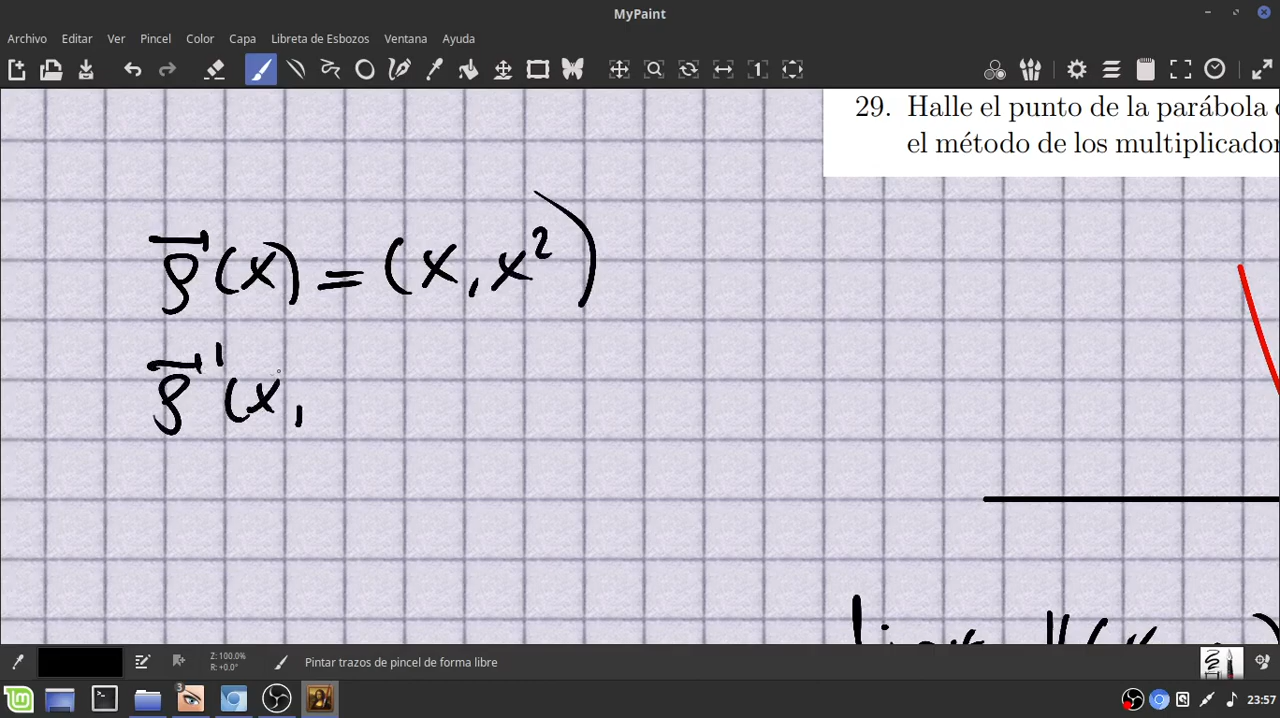 MyPaint
Archivo Editar Ver Pincel Color Capa Libreta de Esbozos Ventana Ayuda
29. Halle el punto de la parábola
el método de los multiplicador
ρ⃗(x) = (x, x²)
ρ⃗'(x,
Z: 100.0%
R: +0.0°
Pintar trazos de pincel de forma libre
3
23:57